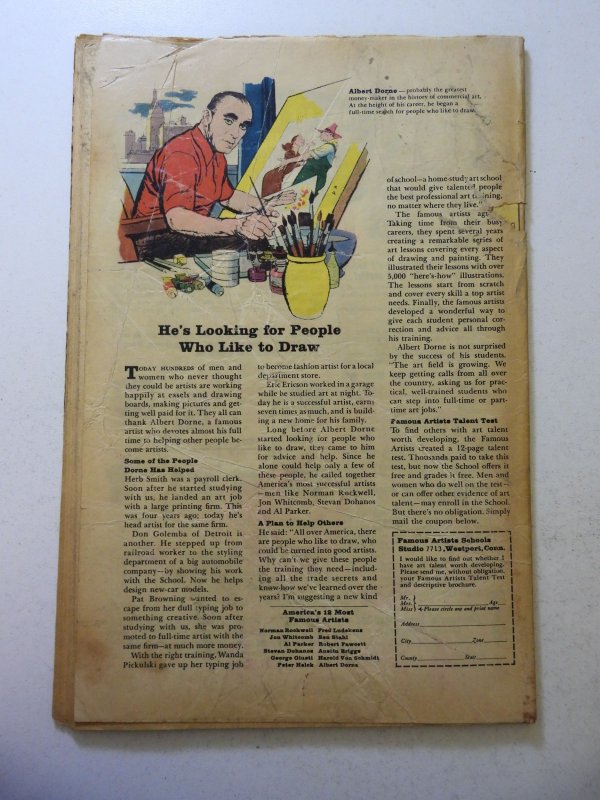 Albert Dorne — probably the greatest
money-maker in the history of commercial art.
At the height of his career, he began a
full-time search for people who like to draw.
He's Looking for People
Who Like to Draw
TODAY HUNDREDS of men and
women who never thought
they could be artists are working
happily at easels and drawing
boards, making pictures and get-
ting well paid for it. They all can
thank Albert Dorne, a famous
artist who devotes almost his full
time to helping other people be-
come artists.
Some of the People
Dorne Has Helped
Herb Smith was a payroll clerk.
Soon after he started studying
with us, he landed an art job
with a large printing firm. This
was four years ago; today he's
head artist for the same firm.
Don Golemba of Detroit is
another. He stepped up from
railroad worker to the styling
department of a big automobile
company—by showing his work
with the School. Now he helps
design new-car models.
Pat Browning wanted to es-
cape from her dull typing job to
something creative. Soon after
studying with us, she was pro-
moted to full-time artist with the
same firm—at much more money.
With the right training, Wanda
Pickulski gave up her typing job
to become fashion artist for a local
department store.
Eric Ericson worked in a garage
while he studied art at night. To-
day he is a successful artist, earns
seven times as much, and is build-
ing a new home for his family.
Long before Albert Dorne
started looking for people who
like to draw, they came to him
for advice and help. Since he
alone could help only a few of
these people, he called together
America's most successful artists
—men like Norman Rockwell,
Jon Whitcomb, Stevan Dohanos
and Al Parker.
A Plan to Help Others
He said: "All over America, there
are people who like to draw, who
could be turned into good artists.
Why can't we give these people
the training they need—includ-
ing all the trade secrets and
know-how we've learned over the
years? I'm suggesting a new kind
America's 12 Most
Famous Artists
Norman Rockwell Fred Ludekens
Jon Whitcomb Ben Stahl
Al Parker Robert Fawcett
Stevan Dohanos Austin Briggs
George Giusti Harold Von Schmidt
Peter Helck Albert Dorne
of school—a home-study art school
that would give talented people
the best professional art training,
no matter where they live."
The famous artists
Taking time from their busy
careers, they spent several years
creating a remarkable series of
art lessons covering every aspect
of drawing and painting. They
illustrated their lessons with over
5,000 "here's-how" illustrations.
The lessons start from scratch
and cover every skill a top artist
needs. Finally, the famous artists
developed a wonderful way to
give each student personal cor-
rection and advice all through
his training.
Albert Dorne is not surprised
by the success of his students.
"The art field is growing. We
keep getting calls from all over
the country, asking us for prac-
tical, well-trained students who
can step into full-time or part-
time art jobs."
Famous Artists Talent Test
To find others with art talent
worth developing, the Famous
Artists created a 12-page talent
test. Thousands paid to take this
test, but now the School offers it
free and grades it free. Men and
women who do well on the test—
or can offer other evidence of art
talent—may enroll in the School.
But there's no obligation. Simply
mail the coupon below.
Famous Artists Schools
Studio 7713, Westport, Conn.
I would like to find out whether I
have art talent worth developing.
Please send me, without obligation,
your Famous Artists Talent Test
and descriptive brochure.
Mr.
Mrs. Age
Miss Please circle one and print name
Address
City Zone
County State